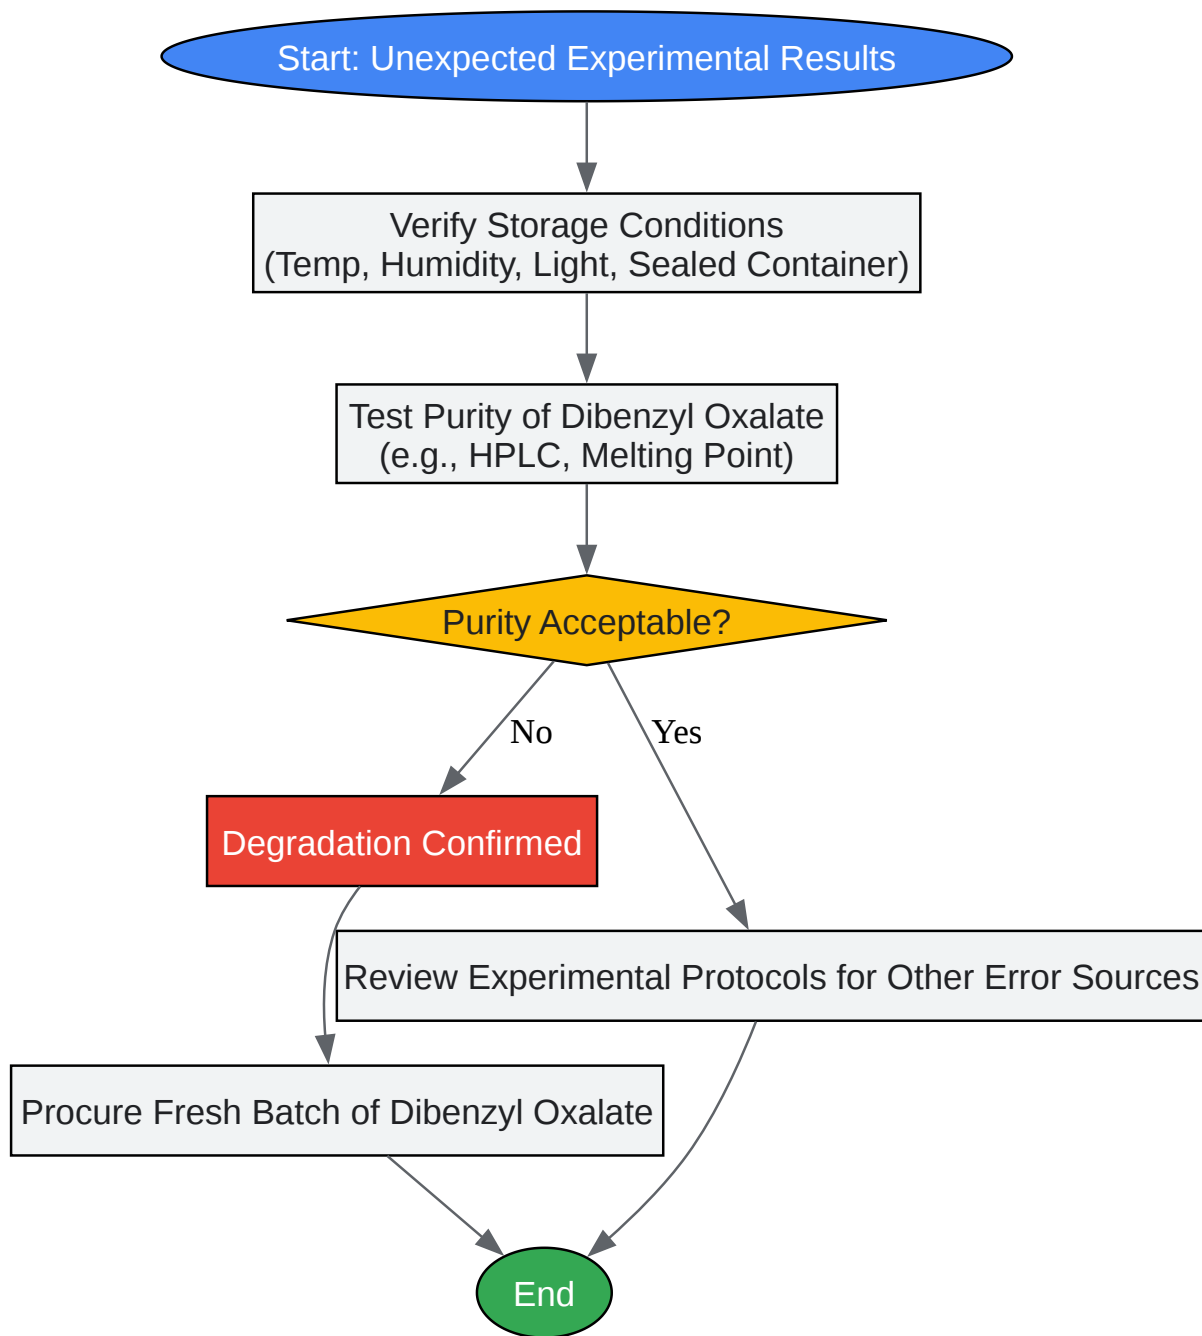 Start: Unexpected Experimental Results
Verify Storage Conditions
(Temp, Humidity, Light, Sealed Container)
Test Purity of Dibenzyl Oxalate
(e.g., HPLC, Melting Point)
Purity Acceptable?
No
Yes
Degradation Confirmed
Review Experimental Protocols for Other Error Sources
Procure Fresh Batch of Dibenzyl Oxalate
End